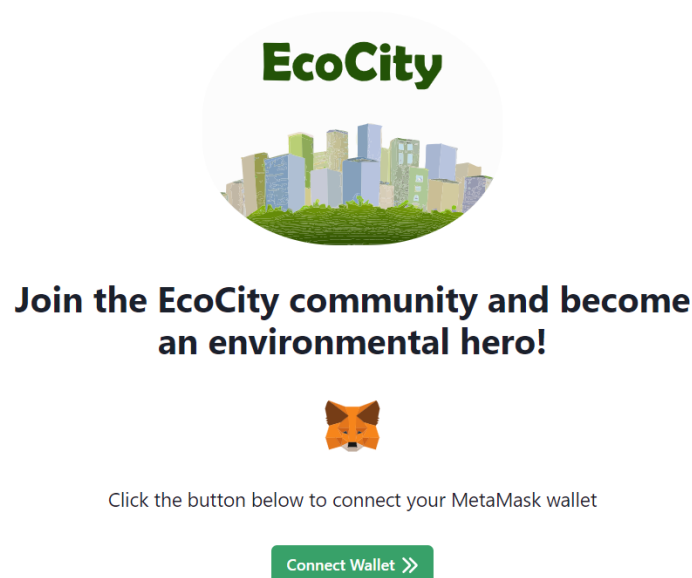 EcoCity
Join the EcoCity community and become
an environmental hero!
Click the button below to connect your MetaMask wallet
Connect Wallet